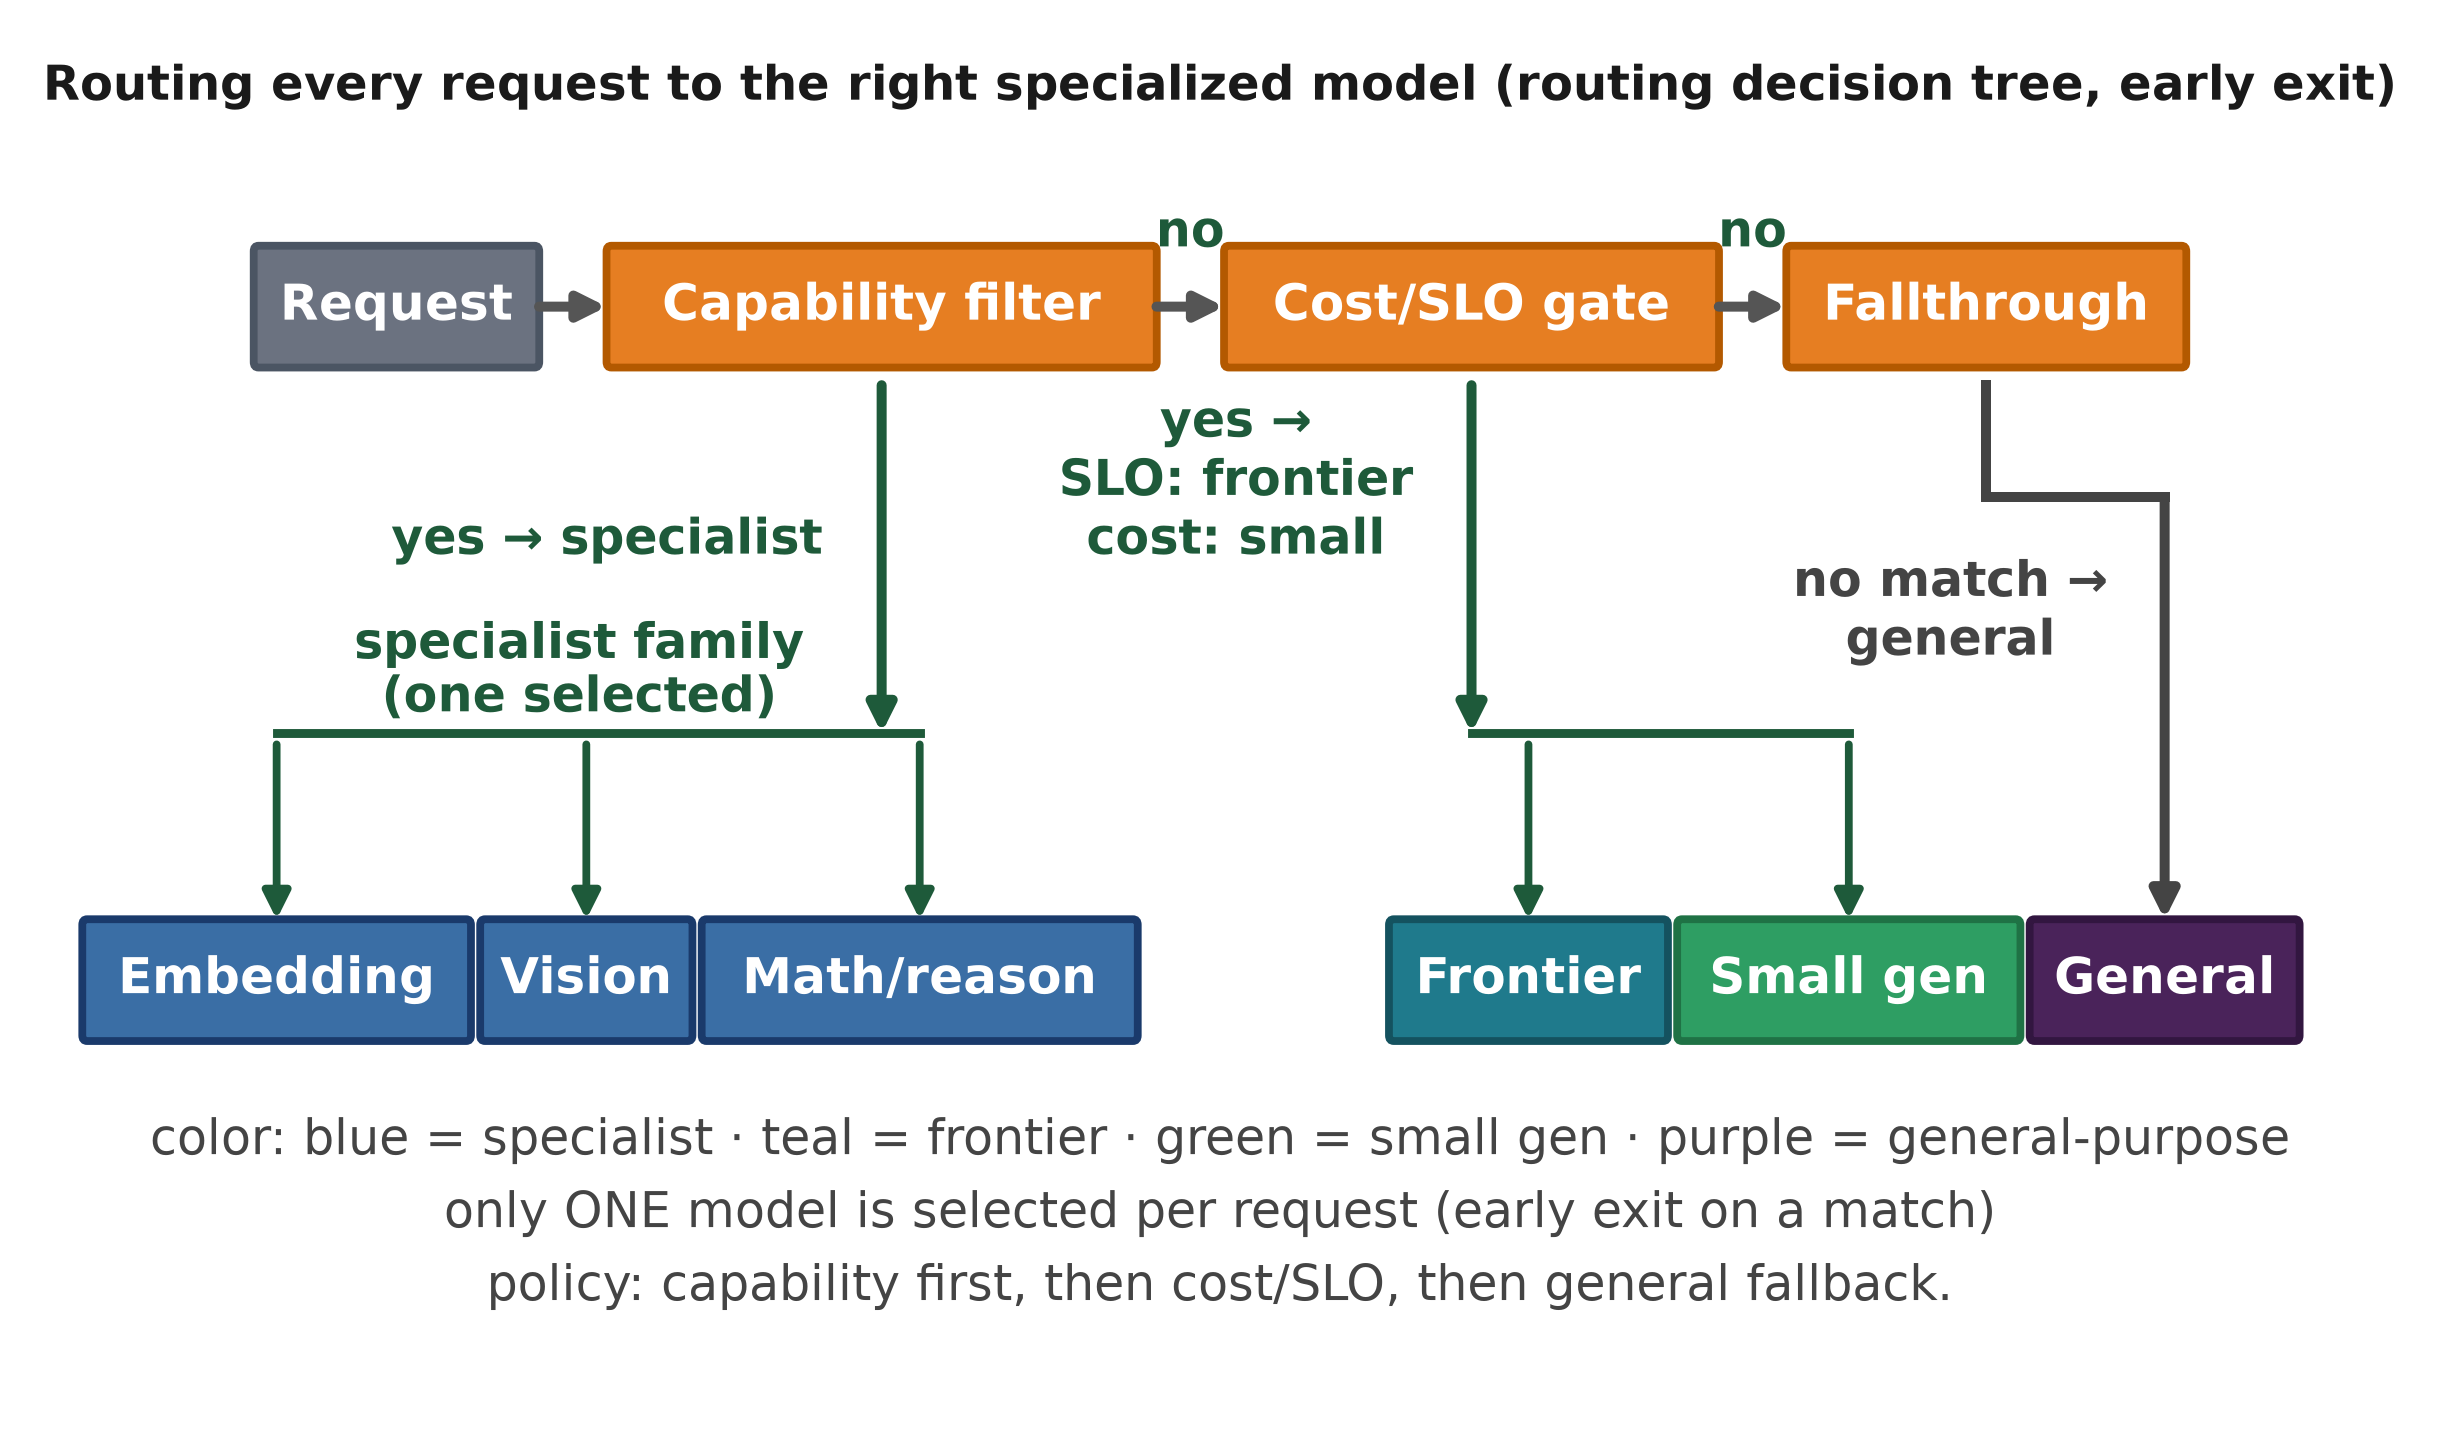 Routing every request to the right specialized model (routing decision tree, early exit)
no
no
Request
Capability filter
Cost/SLO gate
Fallthrough
yes →
SLO: frontier
cost: small
yes → specialist
no match →
general
specialist family
(one selected)
Embedding
Vision
Math/reason
Frontier
Small gen
General
color: blue = specialist · teal = frontier · green = small gen · purple = general-purpose
only ONE model is selected per request (early exit on a match)
policy: capability first, then cost/SLO, then general fallback.